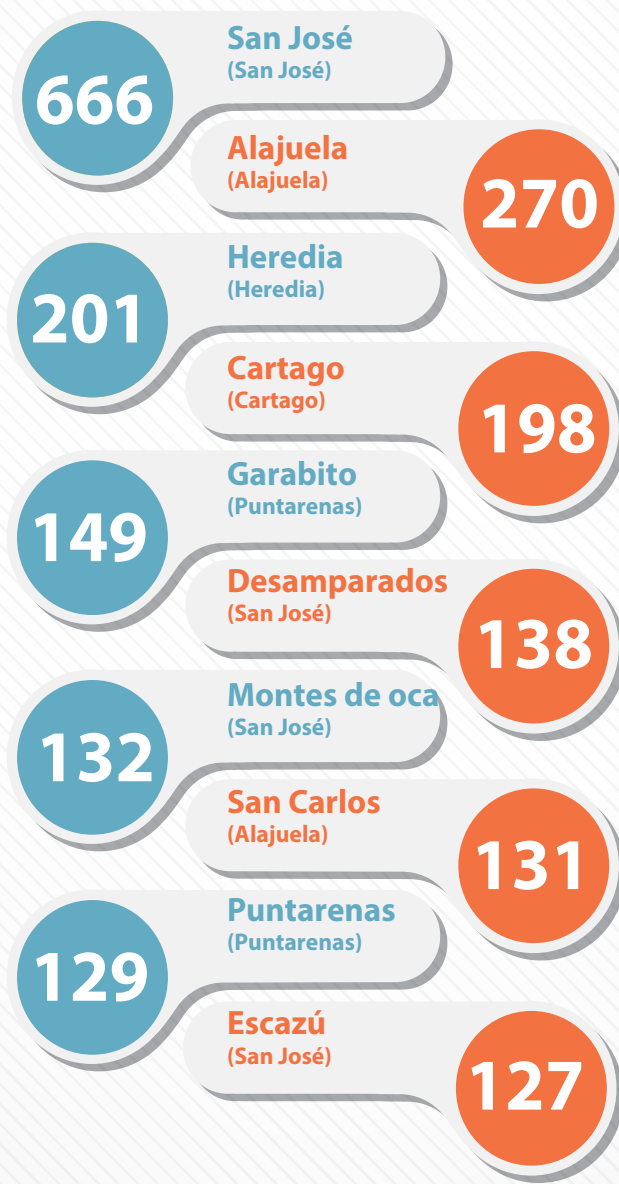 666
San José
(San José)
Alajuela
(Alajuela)
270
201
Heredia
(Heredia)
Cartago
(Cartago)
198
149
Garabito
(Puntarenas)
Desamparados
(San José)
138
132
Montes de oca
(San José)
San Carlos
(Alajuela)
131
129
Puntarenas
(Puntarenas)
Escazú
(San José)
127